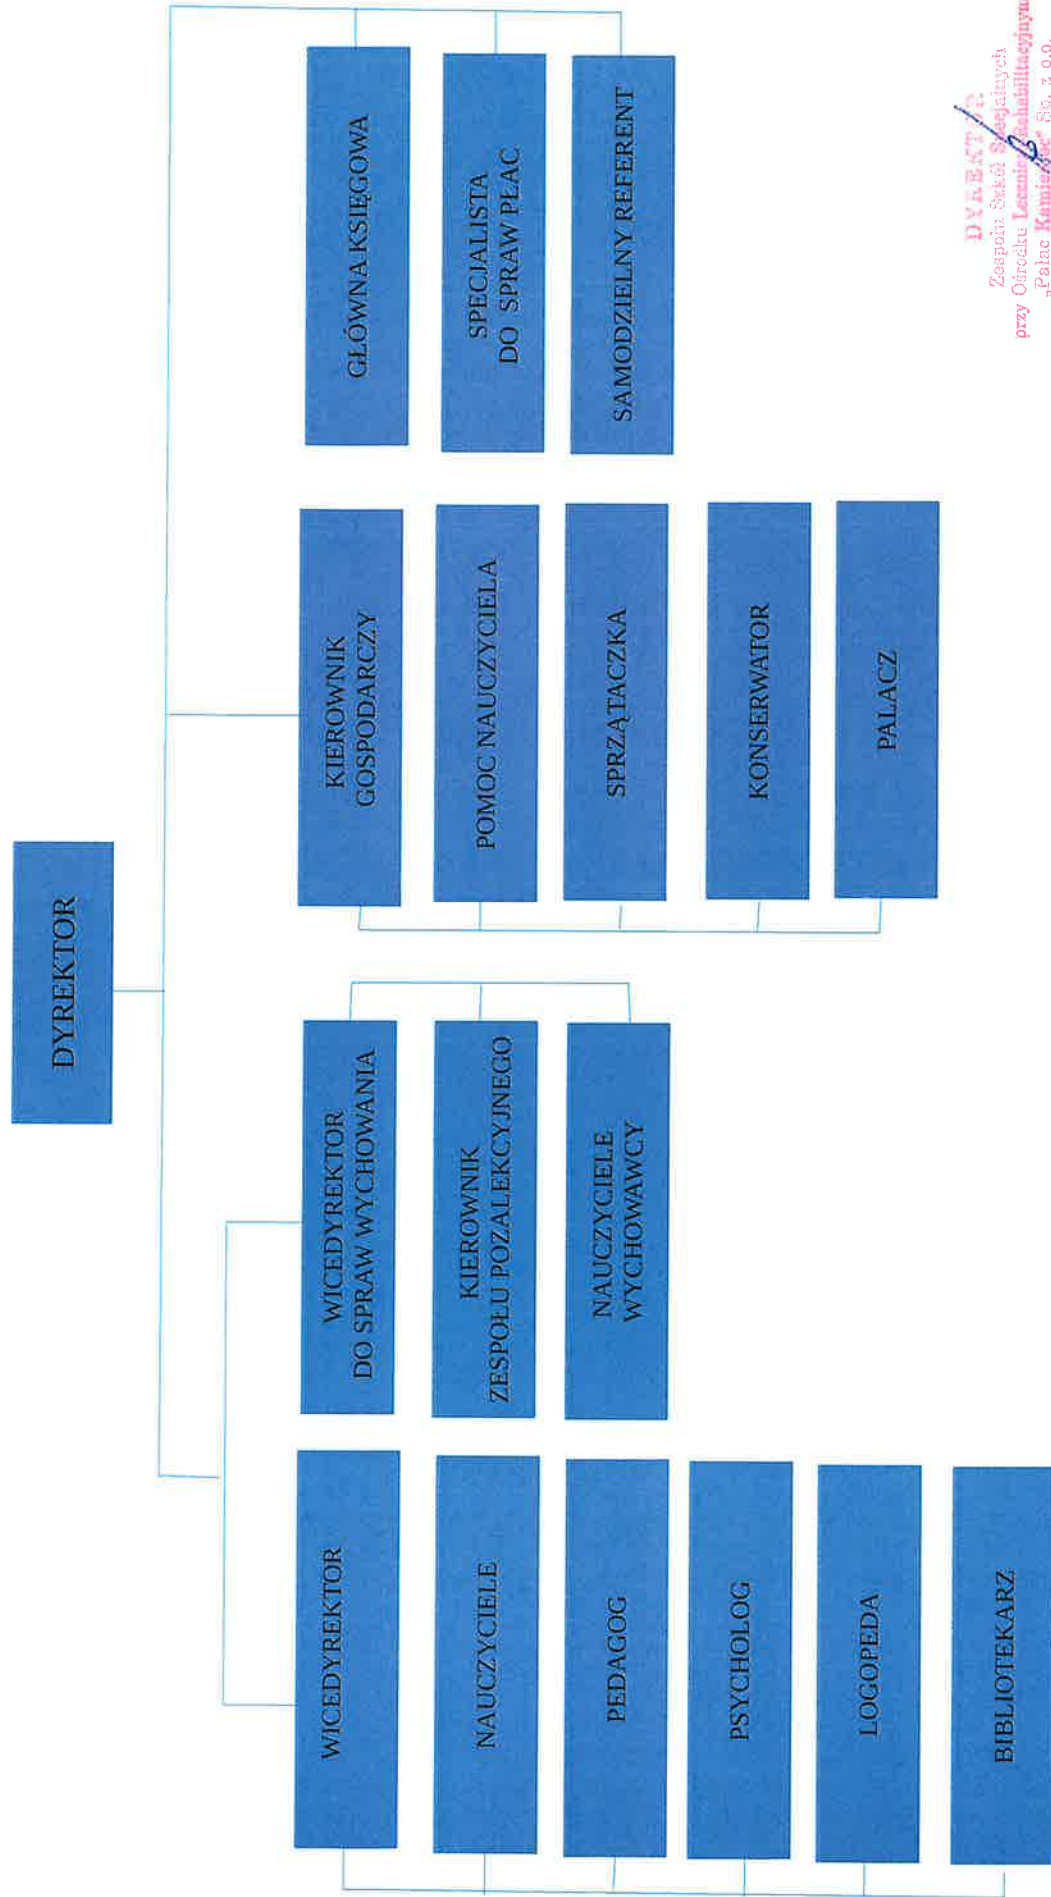 DYREKTOR
WICEDYREKTOR
NAUCZYCIELE
PEDAGOG
PSYCHOLOG
LOGOPEDA
BIBLIOTEKARZ
WICEDYREKTOR
DO SPRAW WYCHOWANIA
KIEROWNIK
ZESPOŁU POZALEKCYJNEGO
NAUCZYCIELE
WYCHOWAWCY
KIEROWNIK
GOSPODARCZY
POMOC NAUCZYCIELA
SPRZĄTACZKA
KONSERWATOR
PALACZ
GŁÓWNA KSIĘGOWA
SPECJALISTA
DO SPRAW PŁAC
SAMODZIELNY REFERENT
DYREKTOR
Zespołu Szkół Specjalnych
przy Ośrodku Leczniczo-Rehabilitacyjnym
"Pałac Kamieniec" Sp. z o.o.